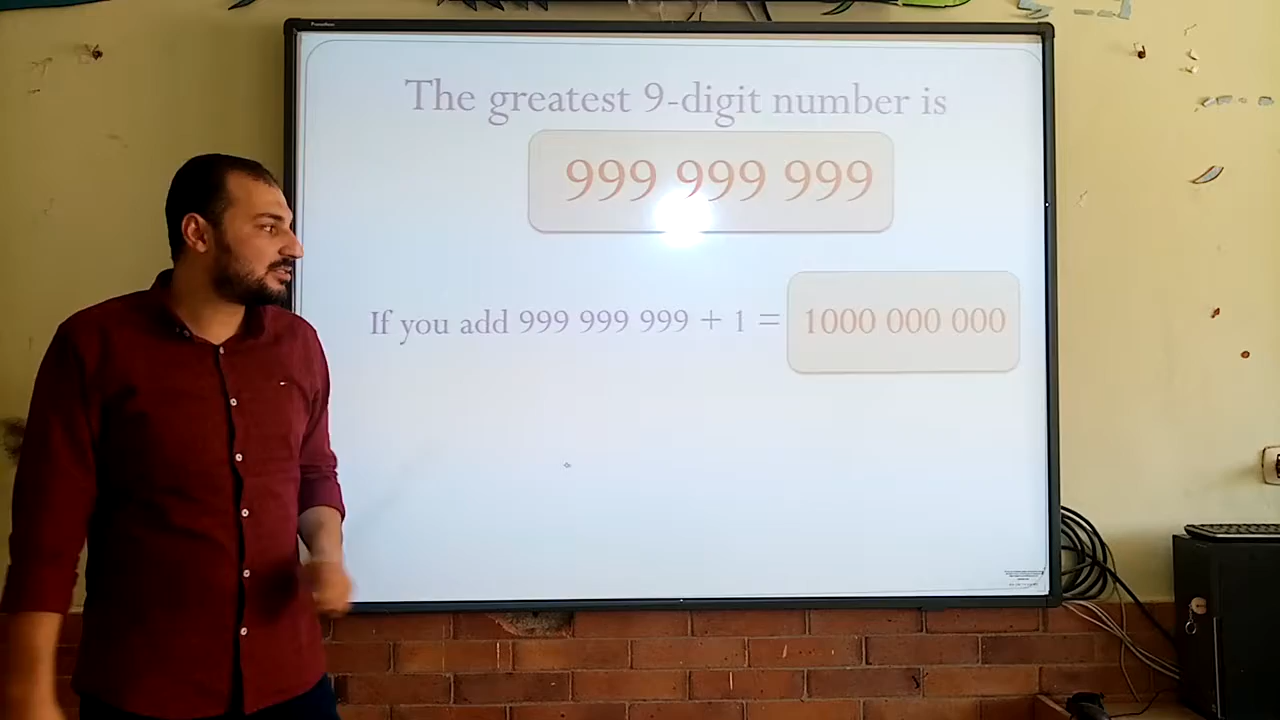 Promethean
The greatest 9-digit number is
999 999 999
If you add 999 999 999 + 1 =
1000 000 000